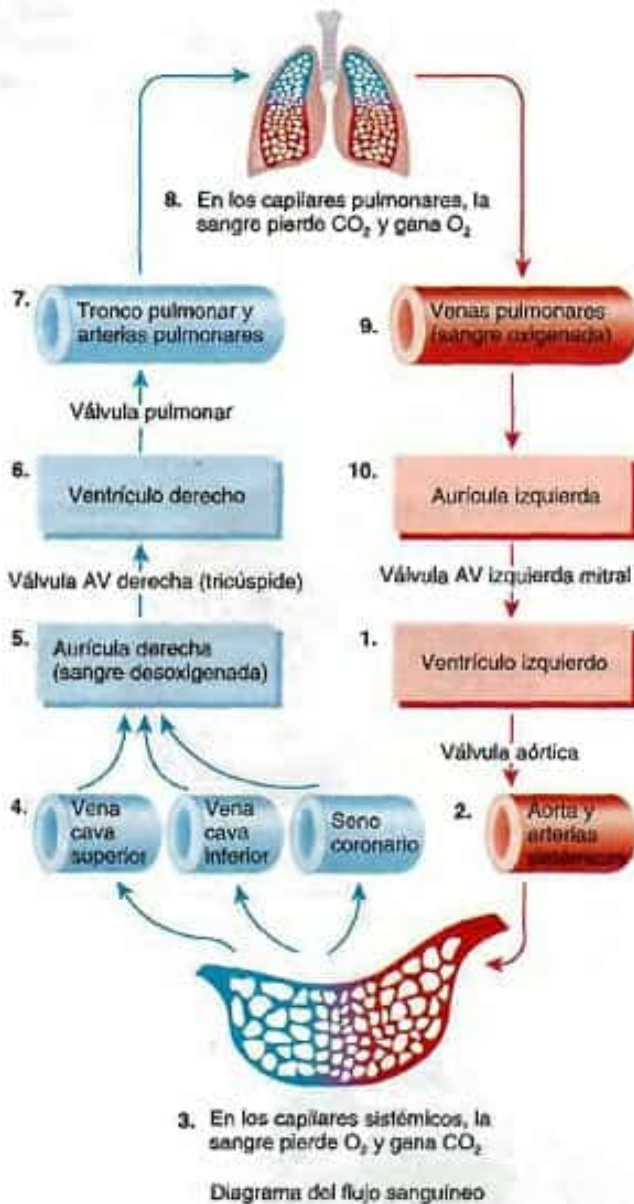 8. En los capilares pulmonares, la
sangre pierde CO₂ y gana O₂
7. Tronco pulmonar y
arterias pulmonares
9. Venas pulmonares
(sangre oxigenada)
Válvula pulmonar
6. Ventrículo derecho
10. Aurícula izquierda
Válvula AV derecha (tricúspide)
Válvula AV izquierda mitral
5. Aurícula derecha
(sangre desoxigenada)
1. Ventrículo izquierdo
Válvula aórtica
4. Vena
cava
superior
Vena
cava
inferior
Seno
coronario
2. Aorta y
arterias
sistémicas
3. En los capilares sistémicos, la
sangre pierde O₂ y gana CO₂
Diagrama del flujo sanguíneo